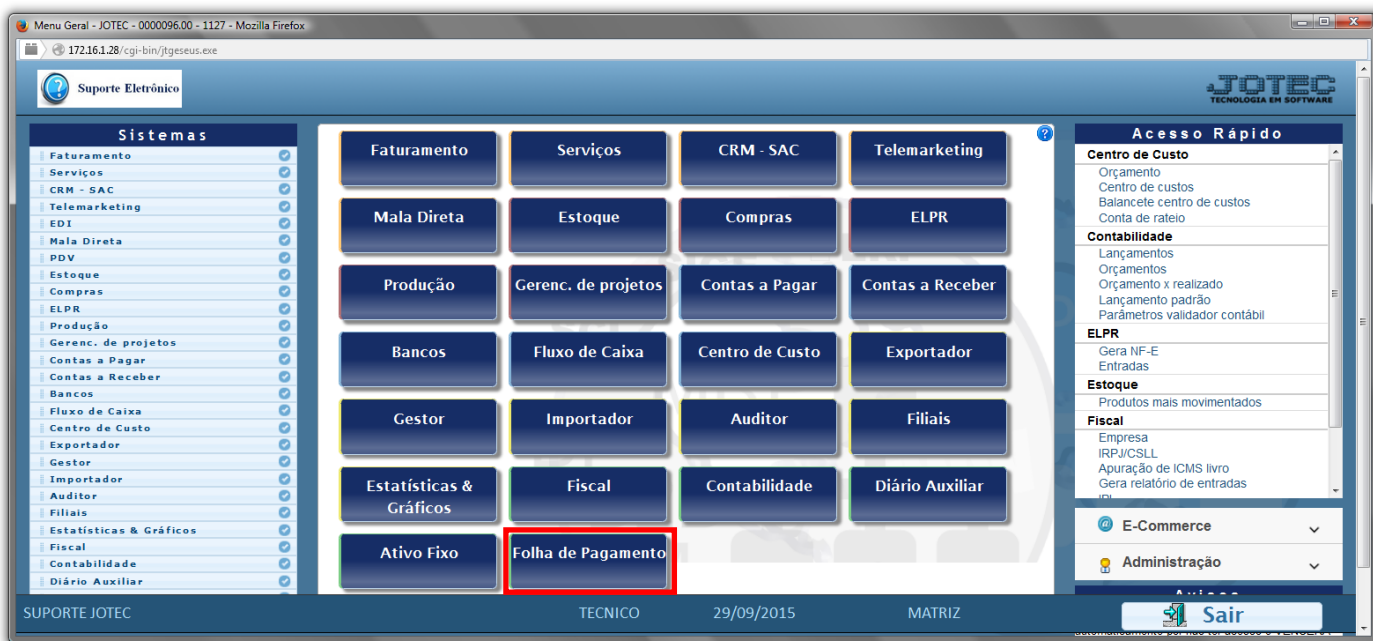 Menu Geral - JOTEC - 0000096.00 - 1127 - Mozilla Firefox
172.16.1.28/cgi-bin/jtgeseus.exe
Suporte Eletrônico
JOTEC
TECNOLOGIA EM SOFTWARE
Sistemas
Faturamento
Serviços
CRM - SAC
Telemarketing
EDI
Mala Direta
PDV
Estoque
Compras
ELPR
Produção
Gerenc. de projetos
Contas a Pagar
Contas a Receber
Bancos
Fluxo de Caixa
Centro de Custo
Exportador
Gestor
Importador
Auditor
Filiais
Estatísticas & Gráficos
Fiscal
Contabilidade
Diário Auxiliar
Faturamento
Serviços
CRM - SAC
Telemarketing
Mala Direta
Estoque
Compras
ELPR
Produção
Gerenc. de projetos
Contas a Pagar
Contas a Receber
Bancos
Fluxo de Caixa
Centro de Custo
Exportador
Gestor
Importador
Auditor
Filiais
Estatísticas &
Gráficos
Fiscal
Contabilidade
Diário Auxiliar
Ativo Fixo
Folha de Pagamento
Acesso Rápido
Centro de Custo
Orçamento
Centro de custos
Balancete centro de custos
Conta de rateio
Contabilidade
Lançamentos
Orçamentos
Orçamento x realizado
Lançamento padrão
Parâmetros validador contábil
ELPR
Gera NF-E
Entradas
Estoque
Produtos mais movimentados
Fiscal
Empresa
IRPJ/CSLL
Apuração de ICMS livro
Gera relatório de entradas
IPI
E-Commerce
Administração
Avisos
SUPORTE JOTEC
TECNICO
29/09/2015
MATRIZ
Sair